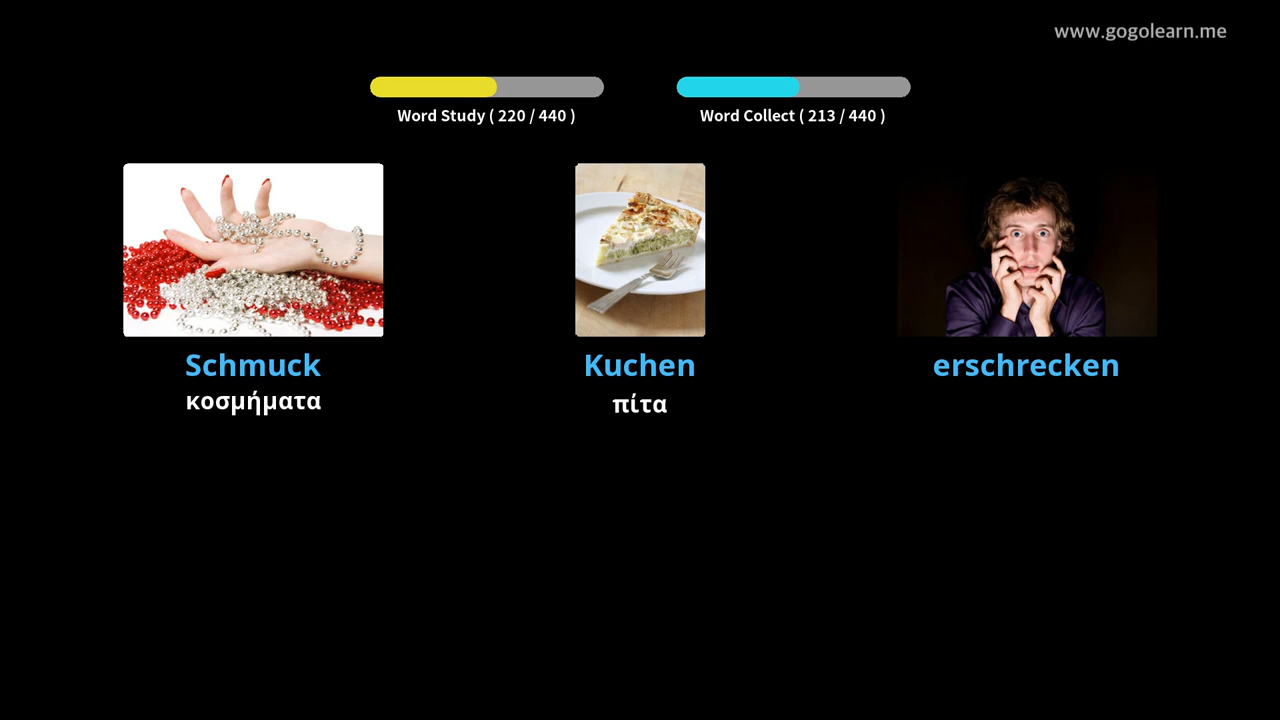 www.gogolearn.me
Word Study ( 220 / 440 )
Word Collect ( 213 / 440 )
Schmuck
κοσμήματα
Kuchen
πίτα
erschrecken